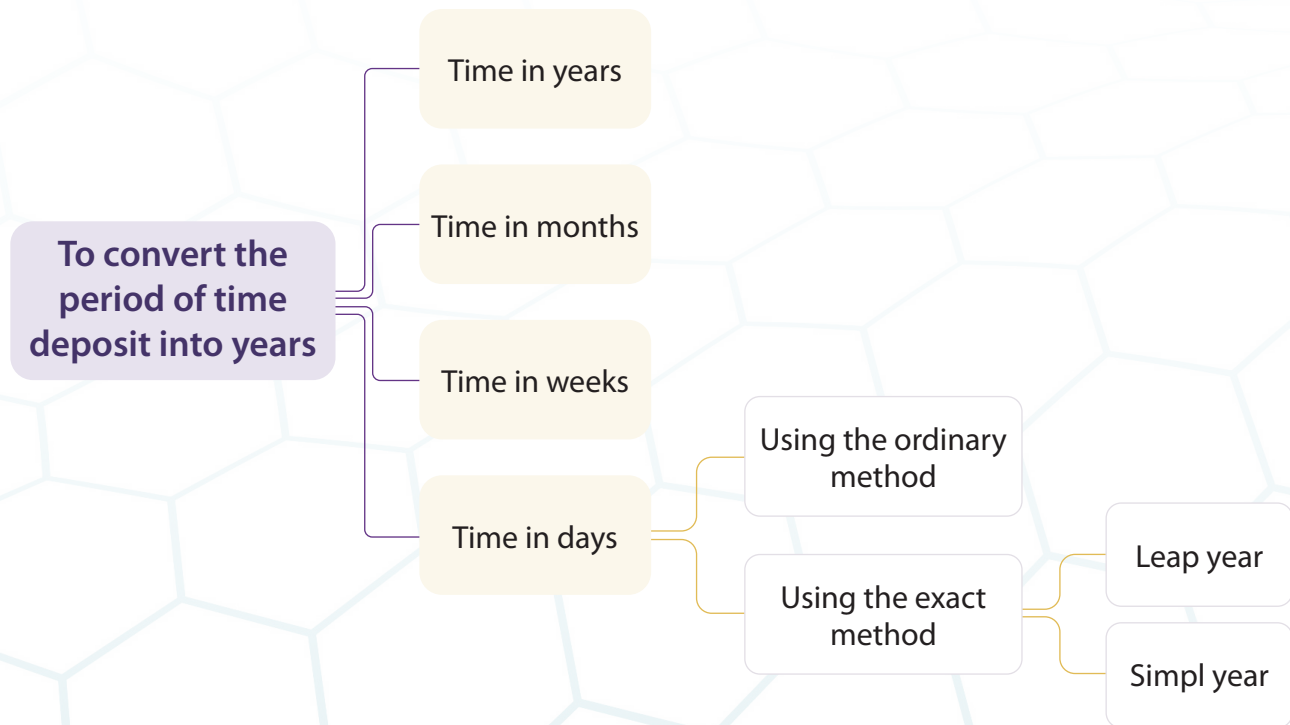 To convert the
period of time
deposit into years
Time in years
Time in months
Time in weeks
Time in days
Using the ordinary
method
Using the exact
method
Leap year
Simpl year